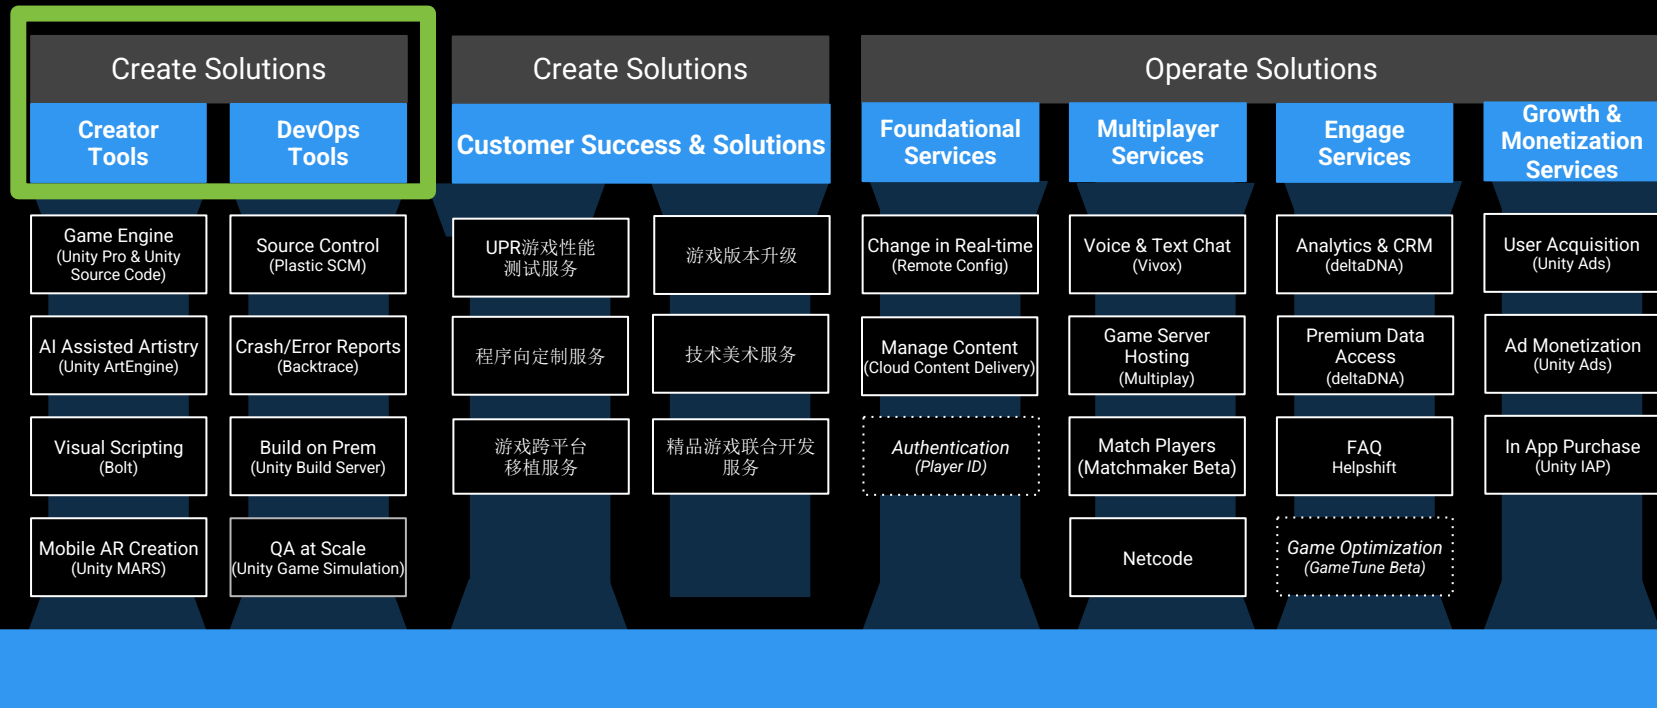 Create Solutions
Creator
Tools
DevOps
Tools
Game Engine
(Unity Pro & Unity
Source Code)
Source Control
(Plastic SCM)
AI Assisted Artistry
(Unity ArtEngine)
Crash/Error Reports
(Backtrace)
Visual Scripting
(Bolt)
Build on Prem
(Unity Build Server)
Mobile AR Creation
(Unity MARS)
QA at Scale
(Unity Game Simulation)
Create Solutions
Customer Success & Solutions
UPR游戏性能
测试服务
游戏版本升级
程序向定制服务
技术美术服务
游戏跨平台
移植服务
精品游戏联合开发
服务
Operate Solutions
Foundational
Services
Multiplayer
Services
Engage
Services
Growth &
Monetization
Services
Change in Real-time
(Remote Config)
Voice & Text Chat
(Vivox)
Analytics & CRM
(deltaDNA)
User Acquisition
(Unity Ads)
Manage Content
(Cloud Content Delivery)
Game Server
Hosting
(Multiplay)
Premium Data
Access
(deltaDNA)
Ad Monetization
(Unity Ads)
Authentication
(Player ID)
Match Players
(Matchmaker Beta)
FAQ
Helpshift
In App Purchase
(Unity IAP)
Netcode
Game Optimization
(GameTune Beta)